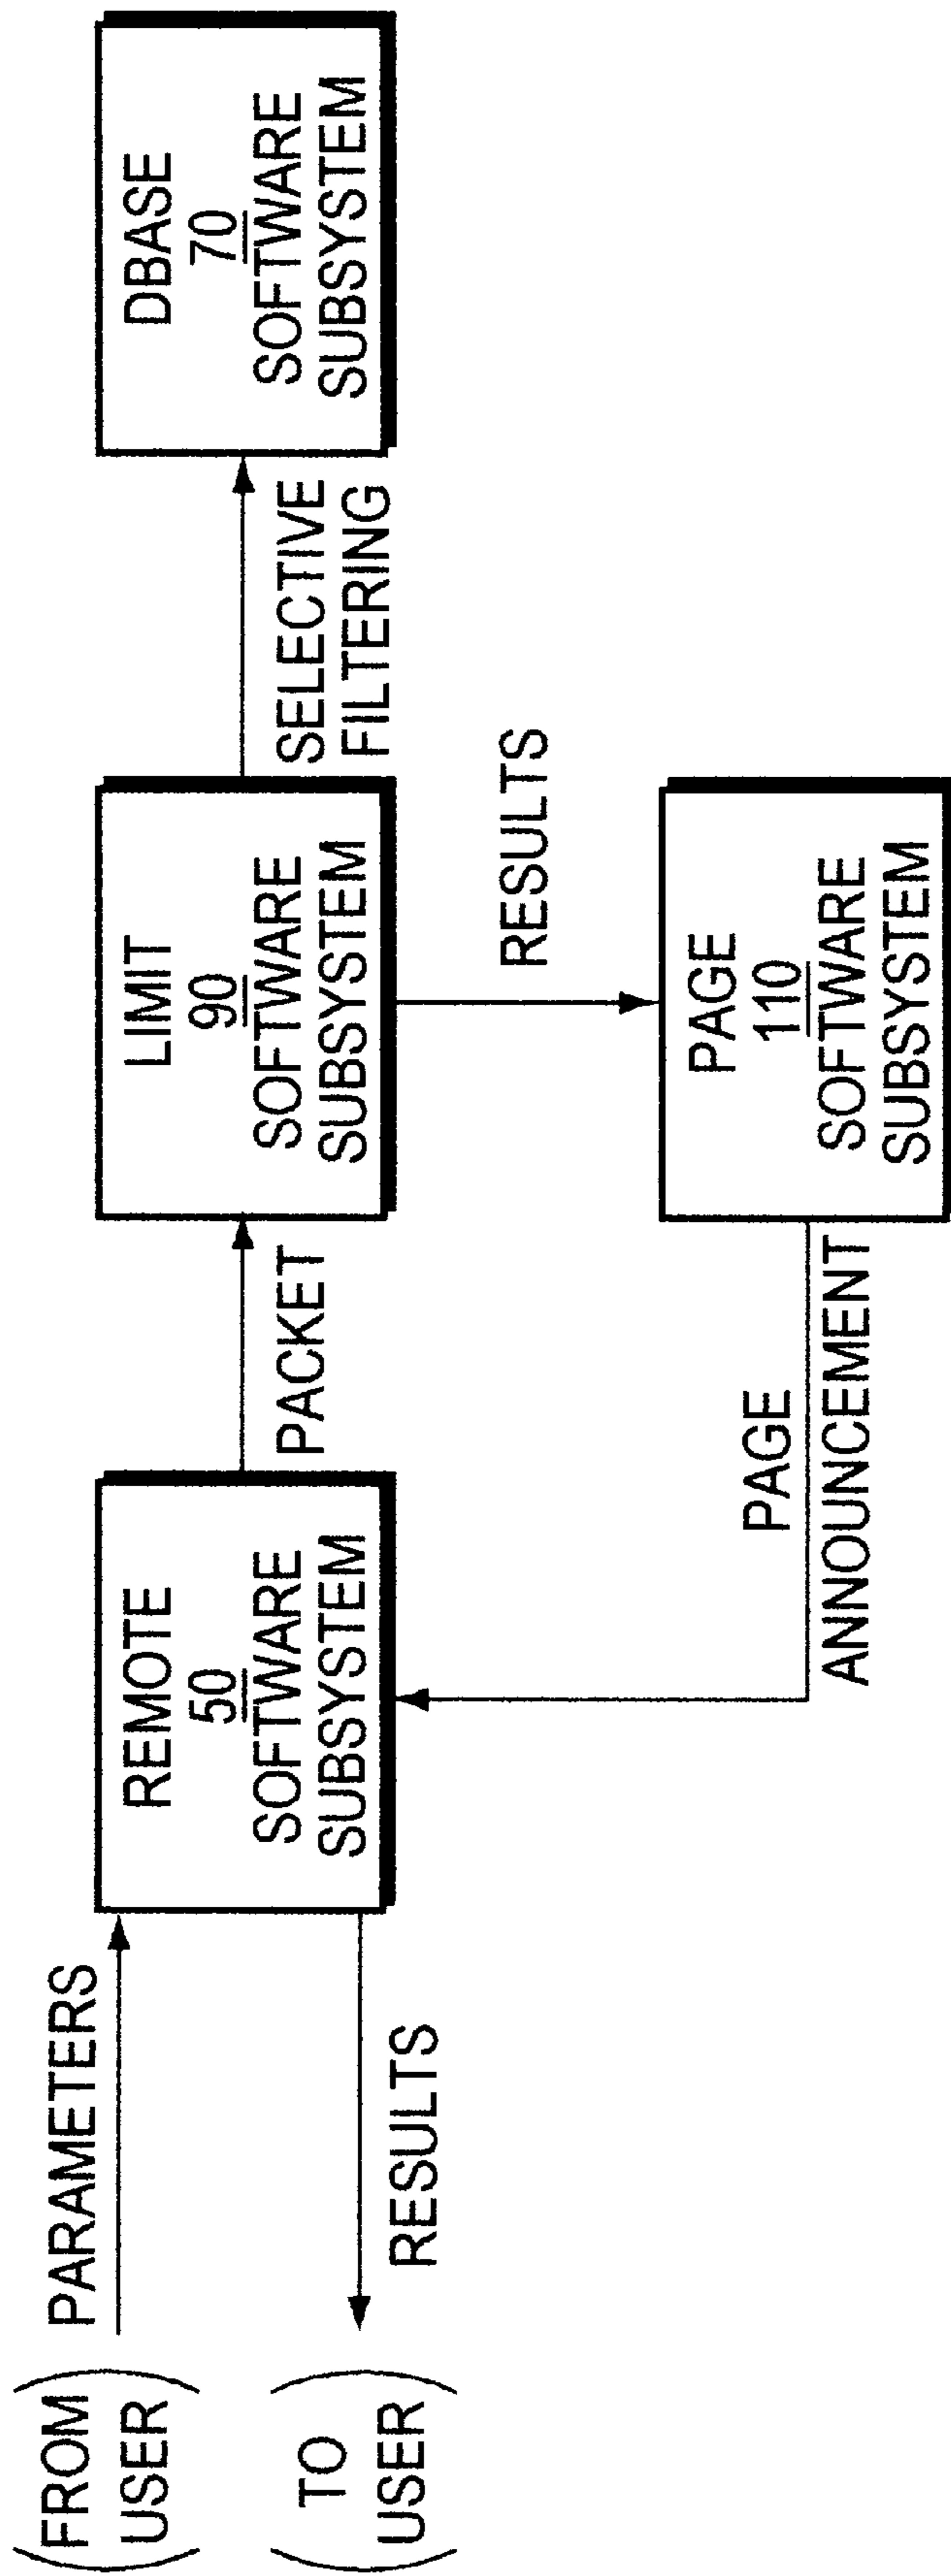 (FROM
USER)
PARAMETERS
(TO
USER)
RESULTS
REMOTE
50
SOFTWARE
SUBSYSTEM
PACKET
LIMIT
90
SOFTWARE
SUBSYSTEM
SELECTIVE
FILTERING
DBASE
70
SOFTWARE
SUBSYSTEM
RESULTS
PAGE
ANNOUNCEMENT
PAGE
110
SOFTWARE
SUBSYSTEM